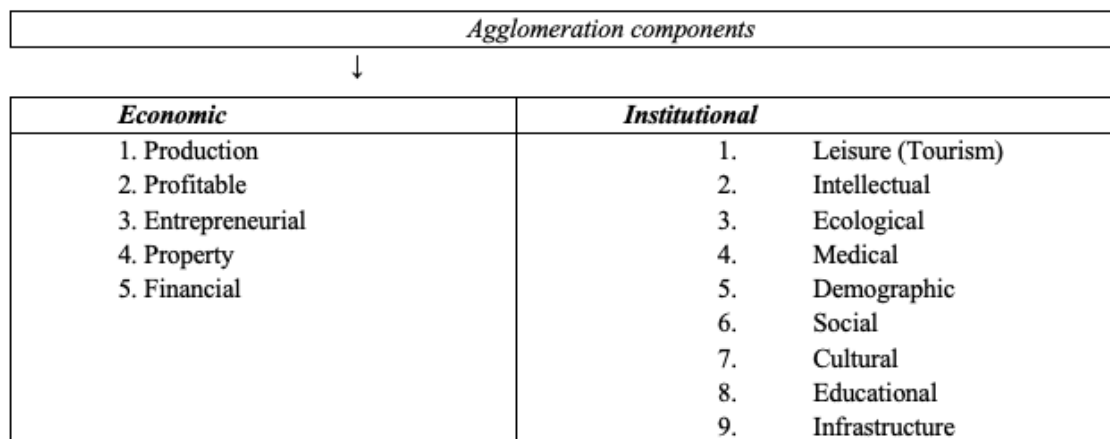 Agglomeration components
↓
Economic Institutional
1. Production 1. Leisure (Tourism)
2. Profitable 2. Intellectual
3. Entrepreneurial 3. Ecological
4. Property 4. Medical
5. Financial 5. Demographic
6. Social
7. Cultural
8. Educational
9. Infrastructure